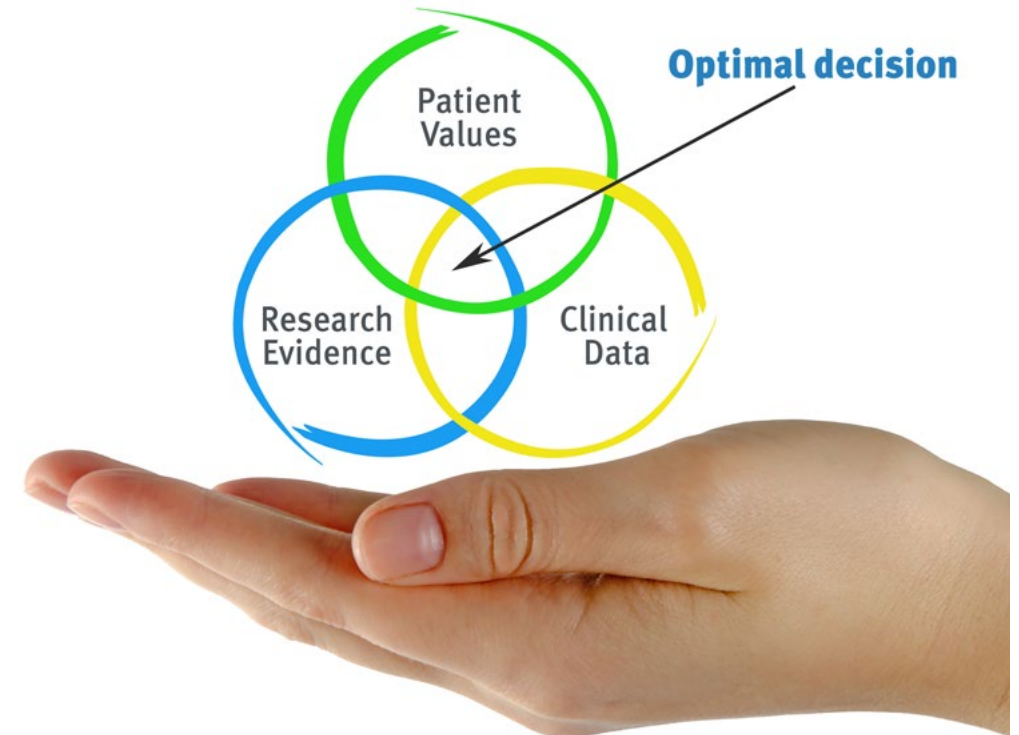 Optimal decision
Patient
Values
Research
Evidence
Clinical
Data